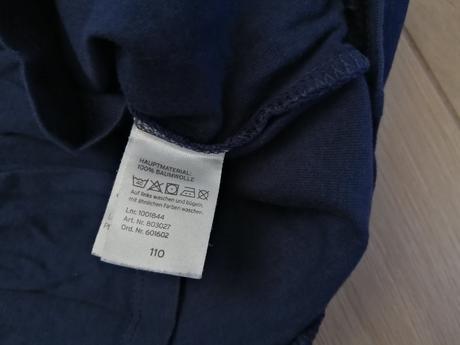 HAUPTMATERIAL:
100% BAUMWOLLE
Auf links waschen und bügeln,
mit ähnlichen Farben waschen.
Lnr. 1001844
Art. Nr. 803027
Ord. Nr. 601602
110